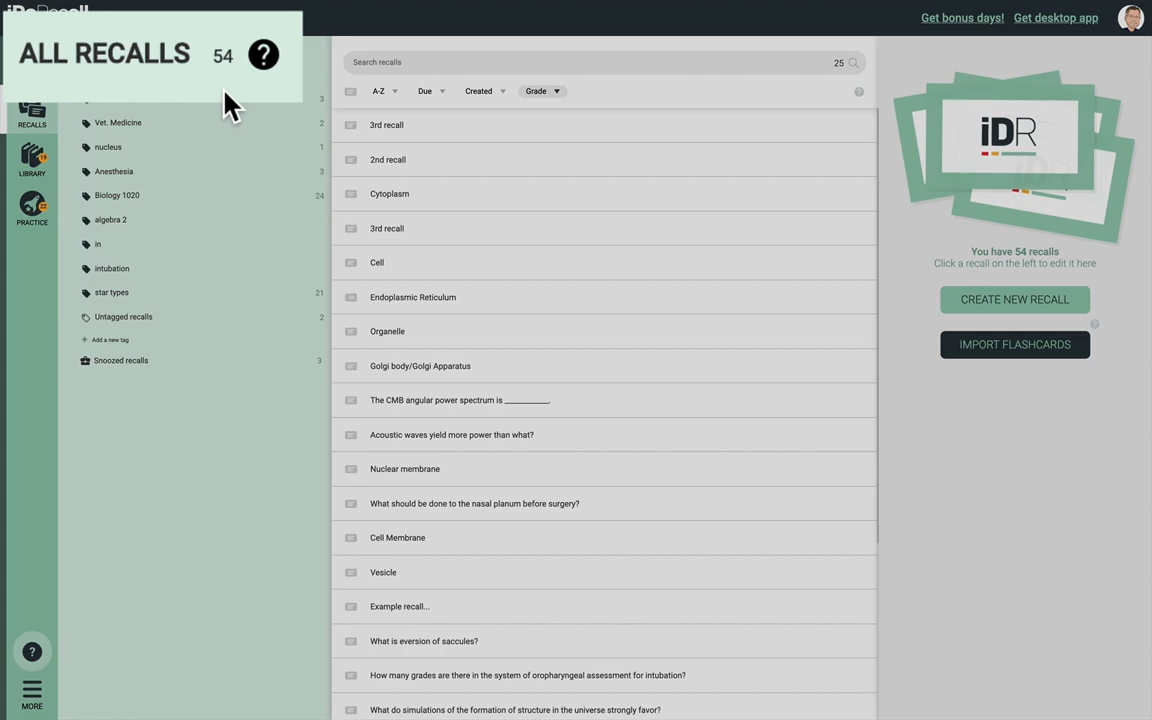 Get bonus days! Get desktop app
ALL RECALLS 54 ?
RECALLS
LIBRARY
19
PRACTICE
22
?
MORE
3
Vet. Medicine 2
nucleus 1
Anesthesia 3
Biology 1020 24
algebra 2
in
intubation
star types 21
Untagged recalls 2
+ Add a new tag
Snoozed recalls 3
Search recalls 25
A-Z Due Created Grade ?
3rd recall
2nd recall
Cytoplasm
3rd recall
Cell
Endoplasmic Reticulum
Organelle
Golgi body/Golgi Apparatus
The CMB angular power spectrum is __________.
Acoustic waves yield more power than what?
Nuclear membrane
What should be done to the nasal planum before surgery?
Cell Membrane
Vesicle
Example recall...
What is eversion of saccules?
How many grades are there in the system of oropharyngeal assessment for intubation?
What do simulations of the formation of structure in the universe strongly favor?
iDR
You have 54 recalls
Click a recall on the left to edit it here
CREATE NEW RECALL
?
IMPORT FLASHCARDS